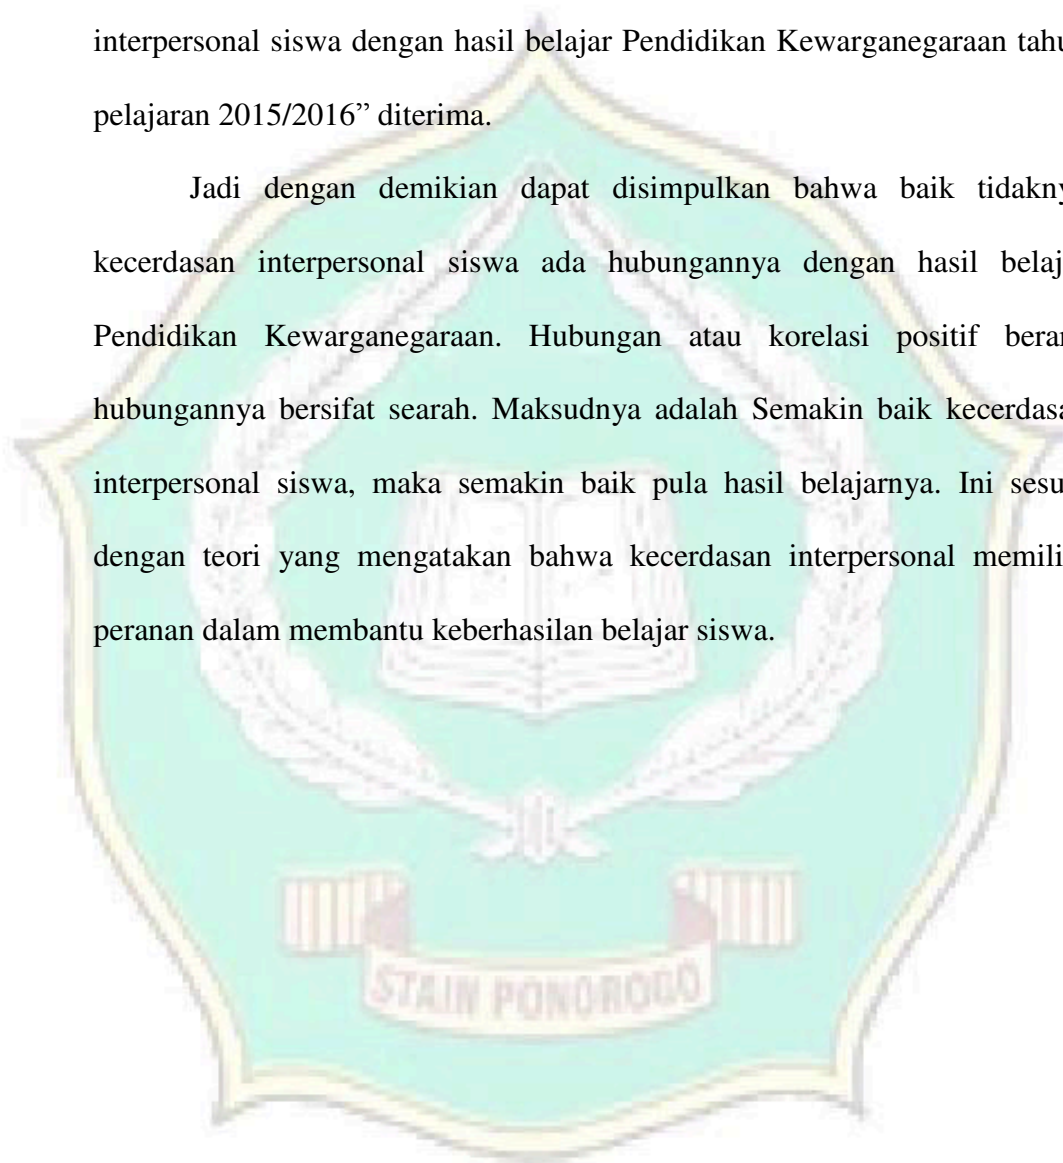 interpersonal siswa dengan hasil belajar Pendidikan Kewarganegaraan tahu
pelajaran 2015/2016” diterima.
Jadi dengan demikian dapat disimpulkan bahwa baik tidakny
kecerdasan interpersonal siswa ada hubungannya dengan hasil belaj
Pendidikan Kewarganegaraan. Hubungan atau korelasi positif berar
hubungannya bersifat searah. Maksudnya adalah Semakin baik kecerdasa
interpersonal siswa, maka semakin baik pula hasil belajarnya. Ini sesu
dengan teori yang mengatakan bahwa kecerdasan interpersonal memili
peranan dalam membantu keberhasilan belajar siswa.
STAIN PONOROGO